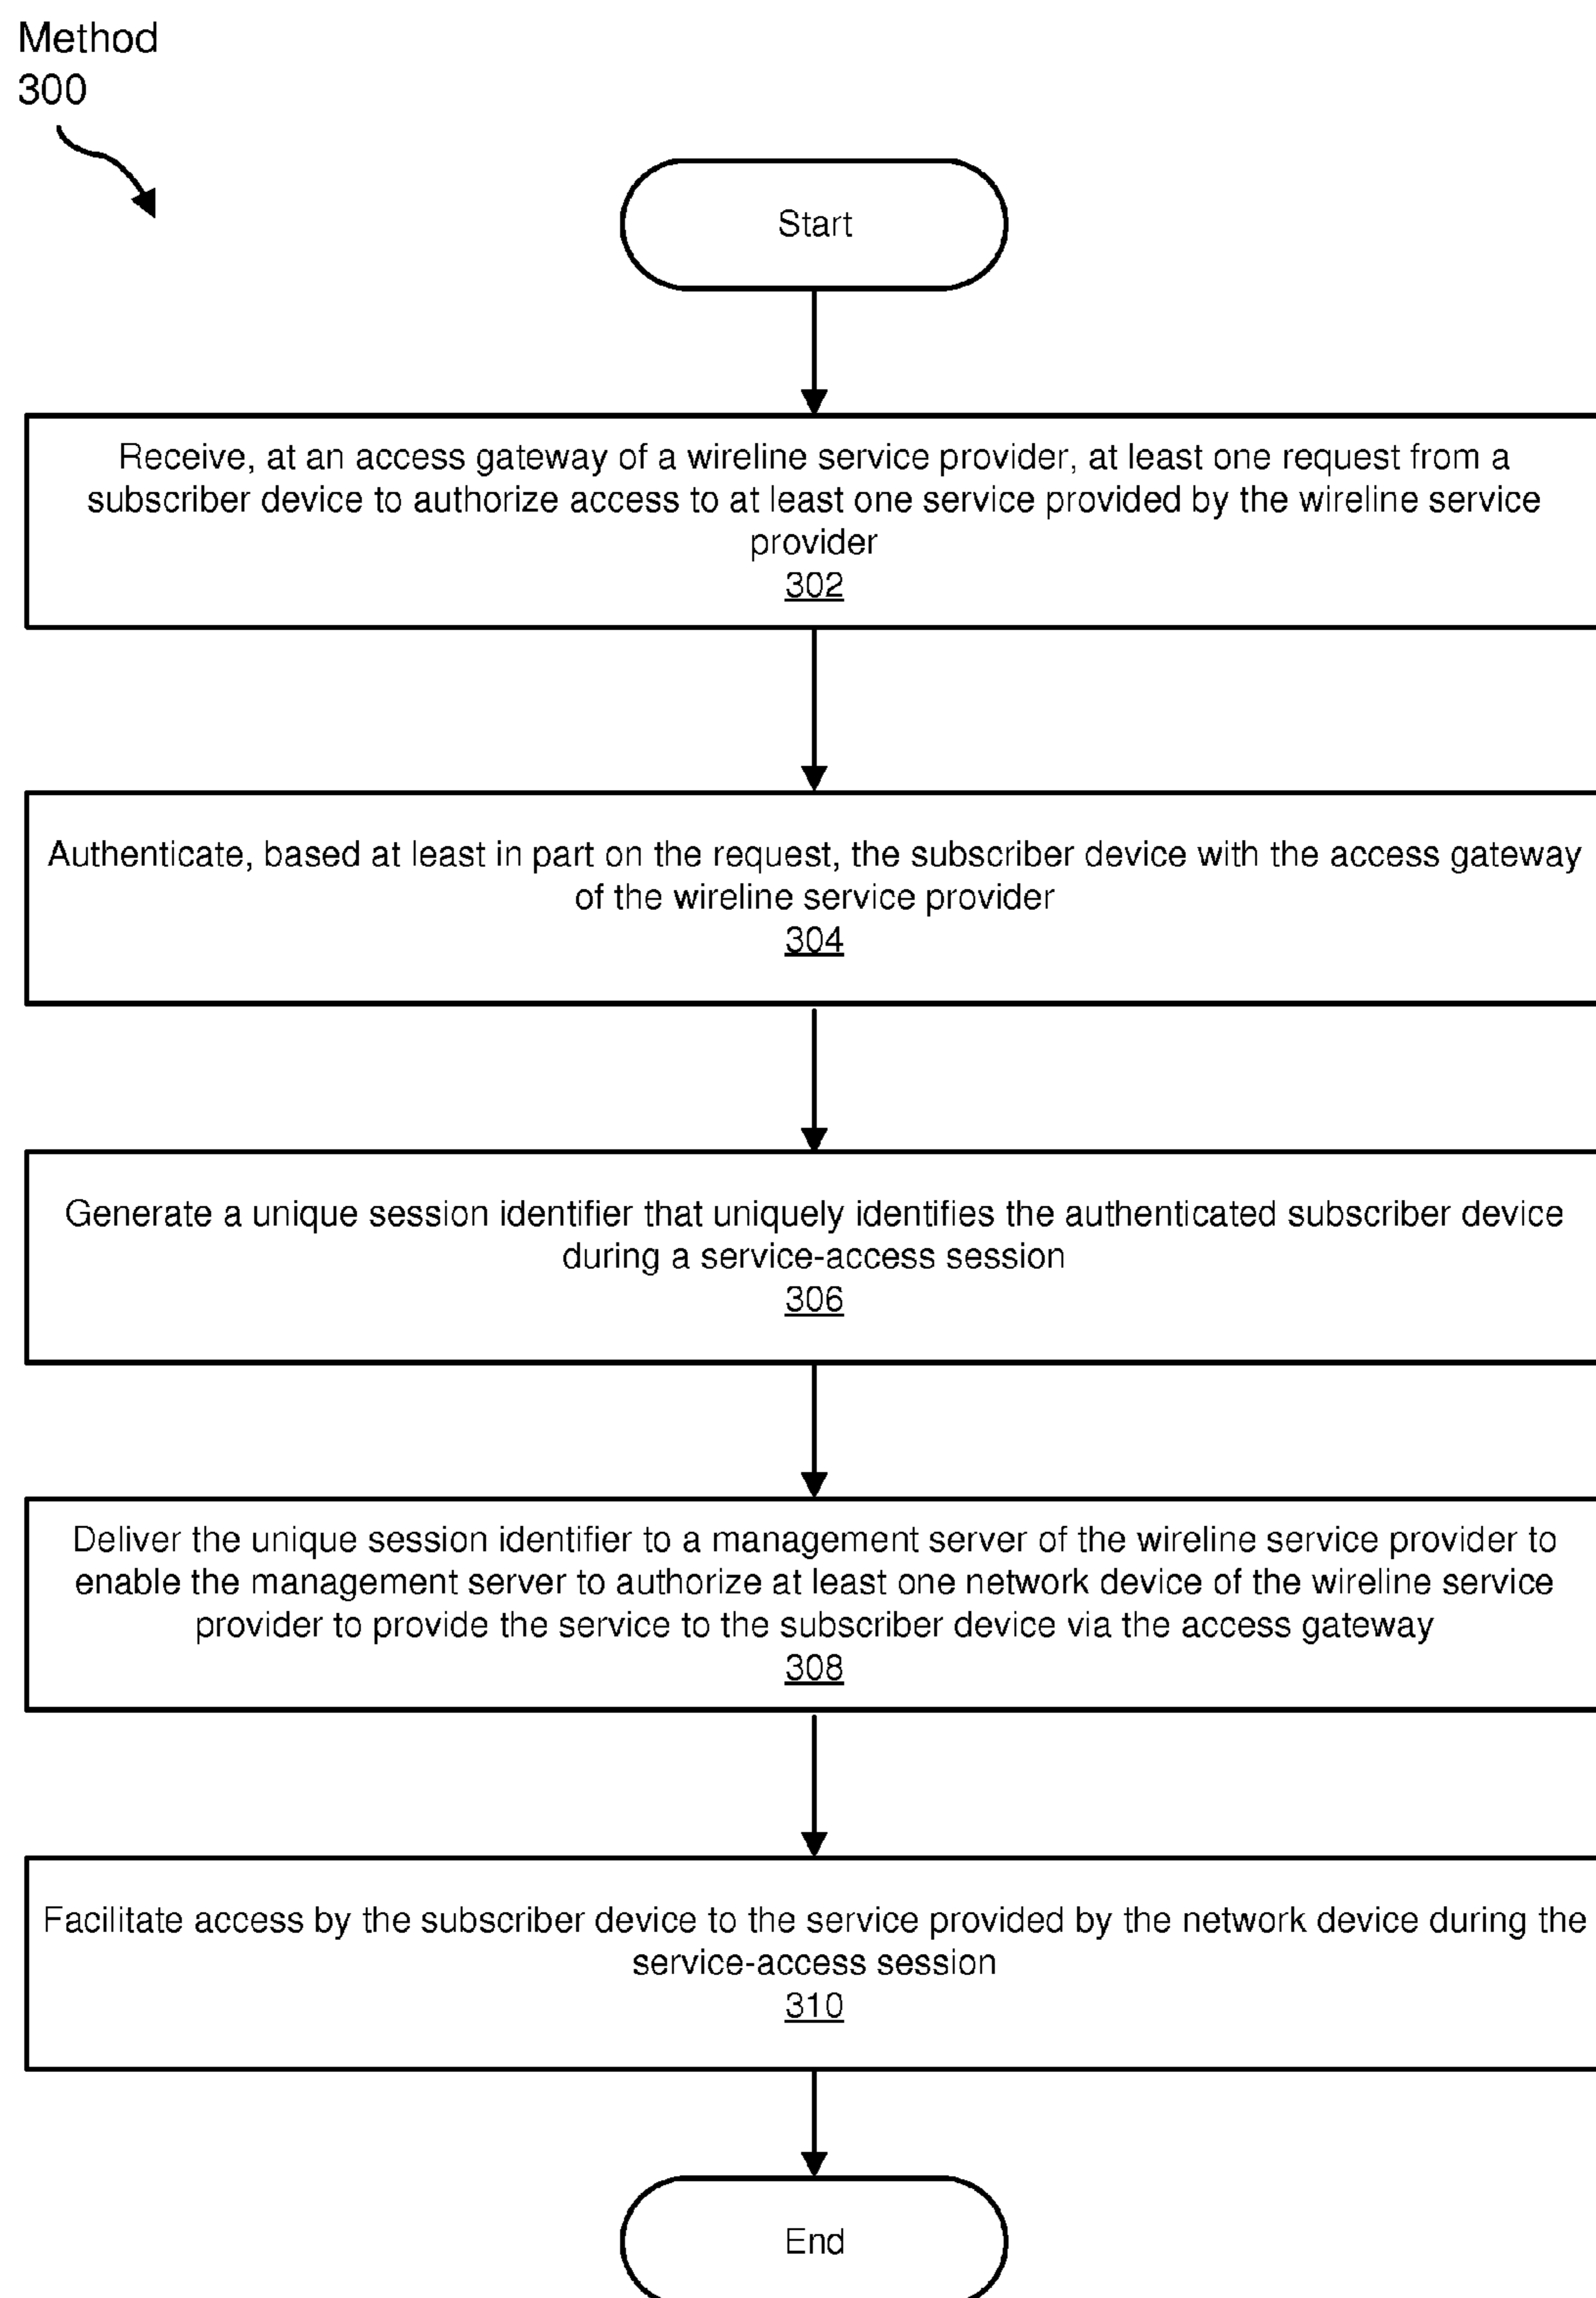 Method
300
Start
Receive, at an access gateway of a wireline service provider, at least one request from a
subscriber device to authorize access to at least one service provided by the wireline service
provider
302
Authenticate, based at least in part on the request, the subscriber device with the access gateway
of the wireline service provider
304
Generate a unique session identifier that uniquely identifies the authenticated subscriber device
during a service-access session
306
Deliver the unique session identifier to a management server of the wireline service provider to
enable the management server to authorize at least one network device of the wireline service
provider to provide the service to the subscriber device via the access gateway
308
Facilitate access by the subscriber device to the service provided by the network device during the
service-access session
310
End